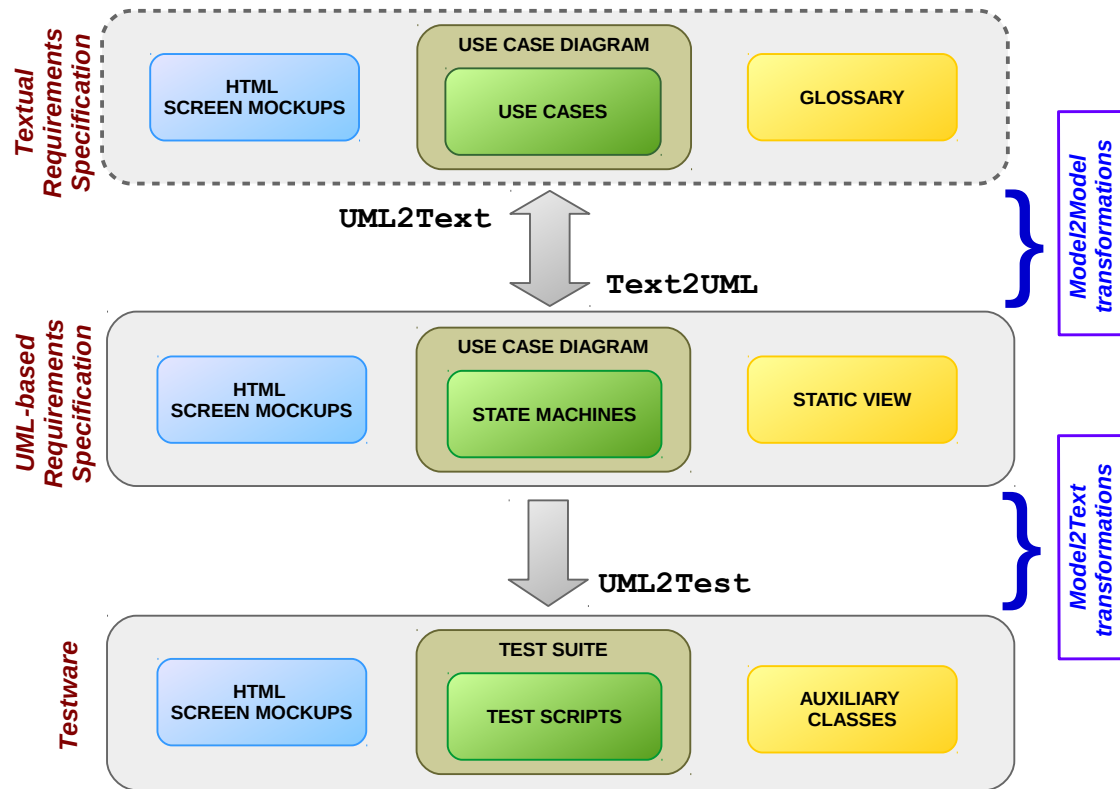 Textual
Requirements
Specification
HTML
SCREEN MOCKUPS
USE CASE DIAGRAM
USE CASES
GLOSSARY
UML2Text
Text2UML
Model2Model
transformations
UML-based
Requirements
Specification
HTML
SCREEN MOCKUPS
USE CASE DIAGRAM
STATE MACHINES
STATIC VIEW
UML2Test
Model2Text
transformations
Testware
HTML
SCREEN MOCKUPS
TEST SUITE
TEST SCRIPTS
AUXILIARY
CLASSES